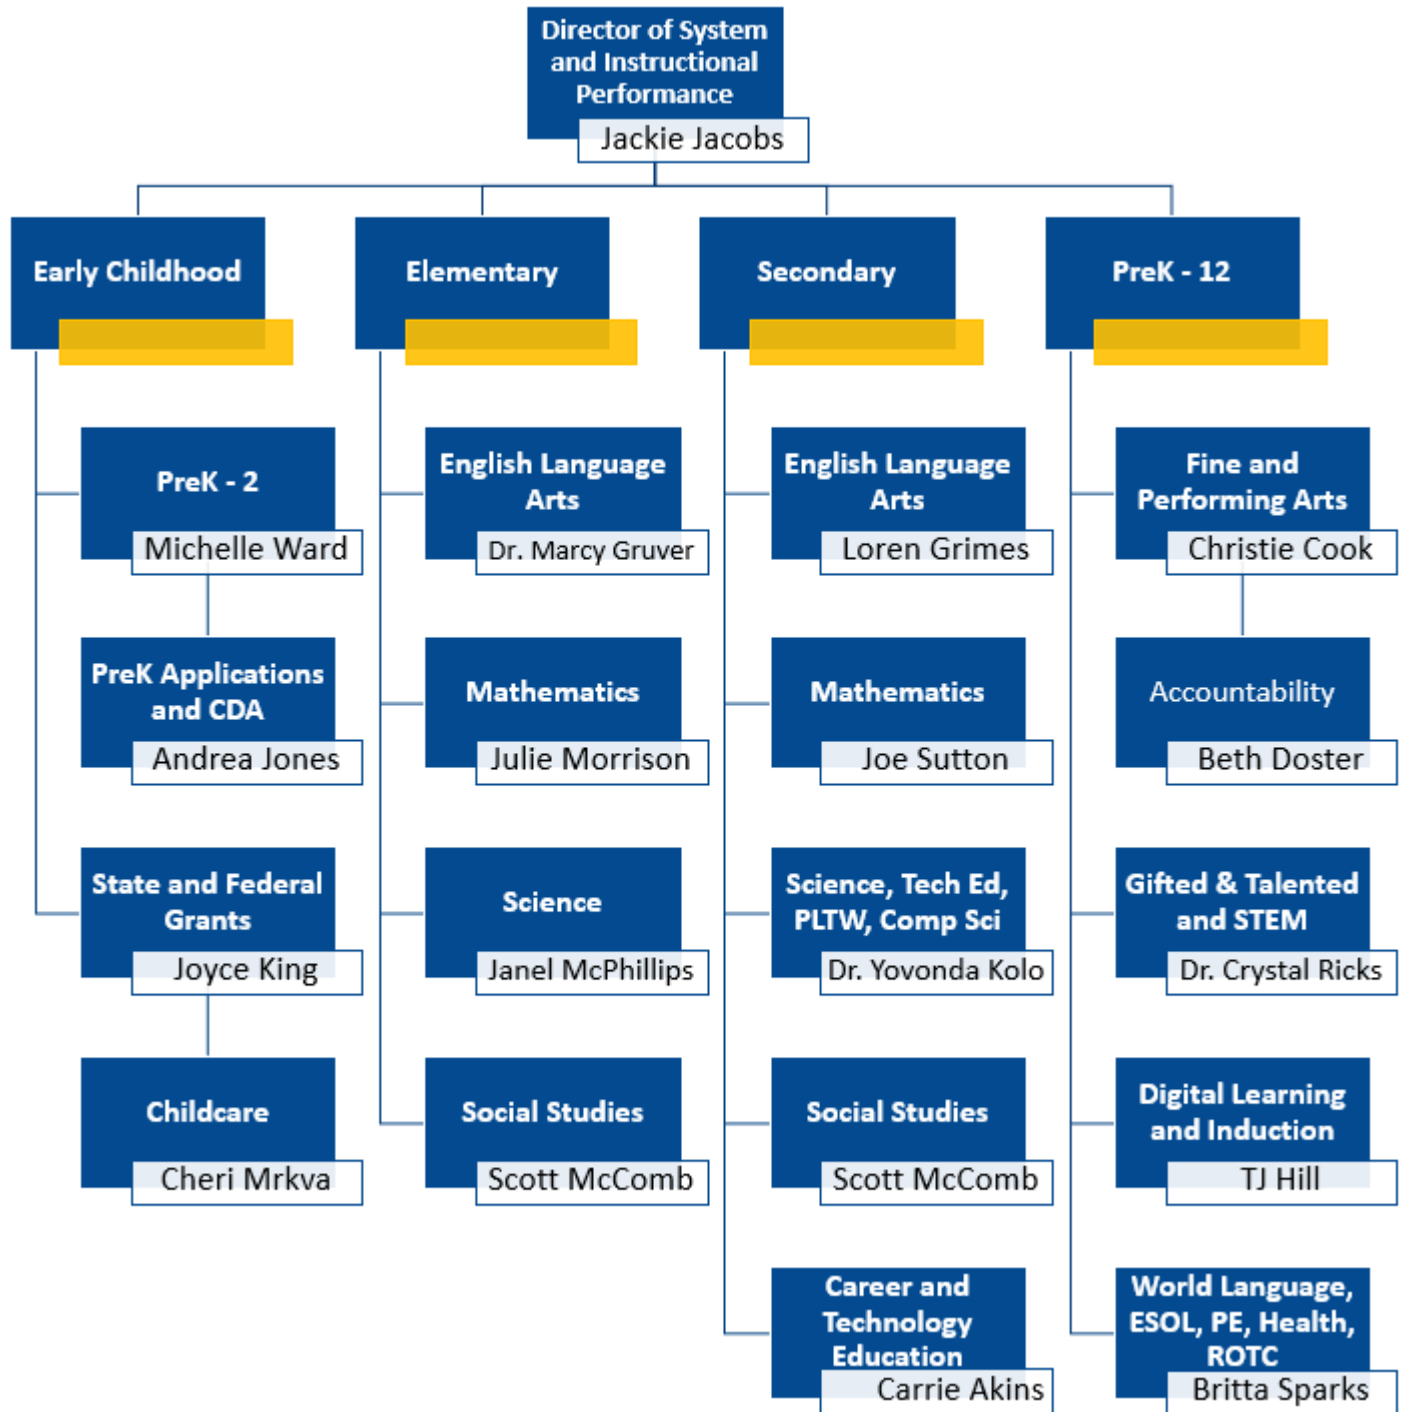 Director of System
and Instructional
Performance
Jackie Jacobs
Early Childhood
Elementary
Secondary
PreK - 12
PreK - 2
Michelle Ward
PreK Applications
and CDA
Andrea Jones
State and Federal
Grants
Joyce King
Childcare
Cheri Mrkva
English Language
Arts
Dr. Marcy Gruver
Mathematics
Julie Morrison
Science
Janel McPhillips
Social Studies
Scott McComb
English Language
Arts
Loren Grimes
Mathematics
Joe Sutton
Science, Tech Ed,
PLTW, Comp Sci
Dr. Yovonda Kolo
Social Studies
Scott McComb
Career and
Technology
Education
Carrie Akins
Fine and
Performing Arts
Christie Cook
Accountability
Beth Doster
Gifted & Talented
and STEM
Dr. Crystal Ricks
Digital Learning
and Induction
TJ Hill
World Language,
ESOL, PE, Health,
ROTC
Britta Sparks